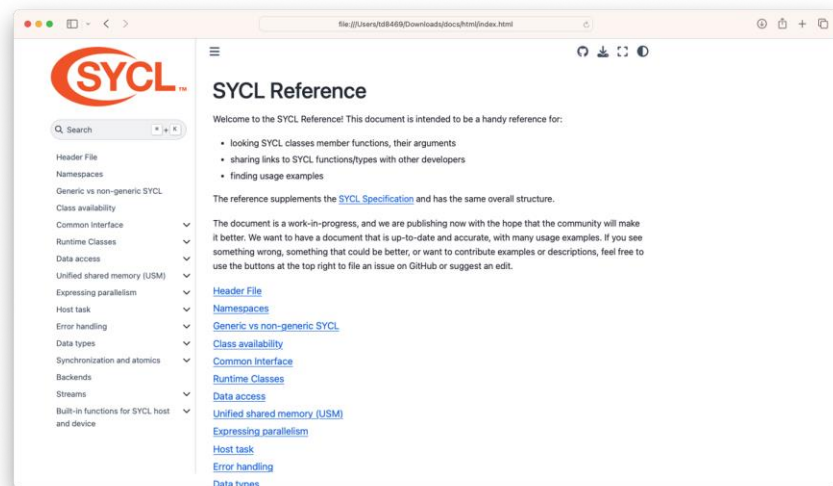 file:///Users/td8469/Downloads/docs/html/index.html
SYCL™
Search
⌘ + K
Header File
Namespaces
Generic vs non-generic SYCL
Class availability
Common Interface
Runtime Classes
Data access
Unified shared memory (USM)
Expressing parallelism
Host task
Error handling
Data types
Synchronization and atomics
Backends
Streams
Built-in functions for SYCL host
and device
SYCL Reference
Welcome to the SYCL Reference! This document is intended to be a handy reference for:
• looking SYCL classes member functions, their arguments
• sharing links to SYCL functions/types with other developers
• finding usage examples
The reference supplements the SYCL Specification and has the same overall structure.
The document is a work-in-progress, and we are publishing now with the hope that the community will make
it better. We want to have a document that is up-to-date and accurate, with many usage examples. If you see
something wrong, something that could be better, or want to contribute examples or descriptions, feel free to
use the buttons at the top right to file an issue on GitHub or suggest an edit.
Header File
Namespaces
Generic vs non-generic SYCL
Class availability
Common Interface
Runtime Classes
Data access
Unified shared memory (USM)
Expressing parallelism
Host task
Error handling
Data types